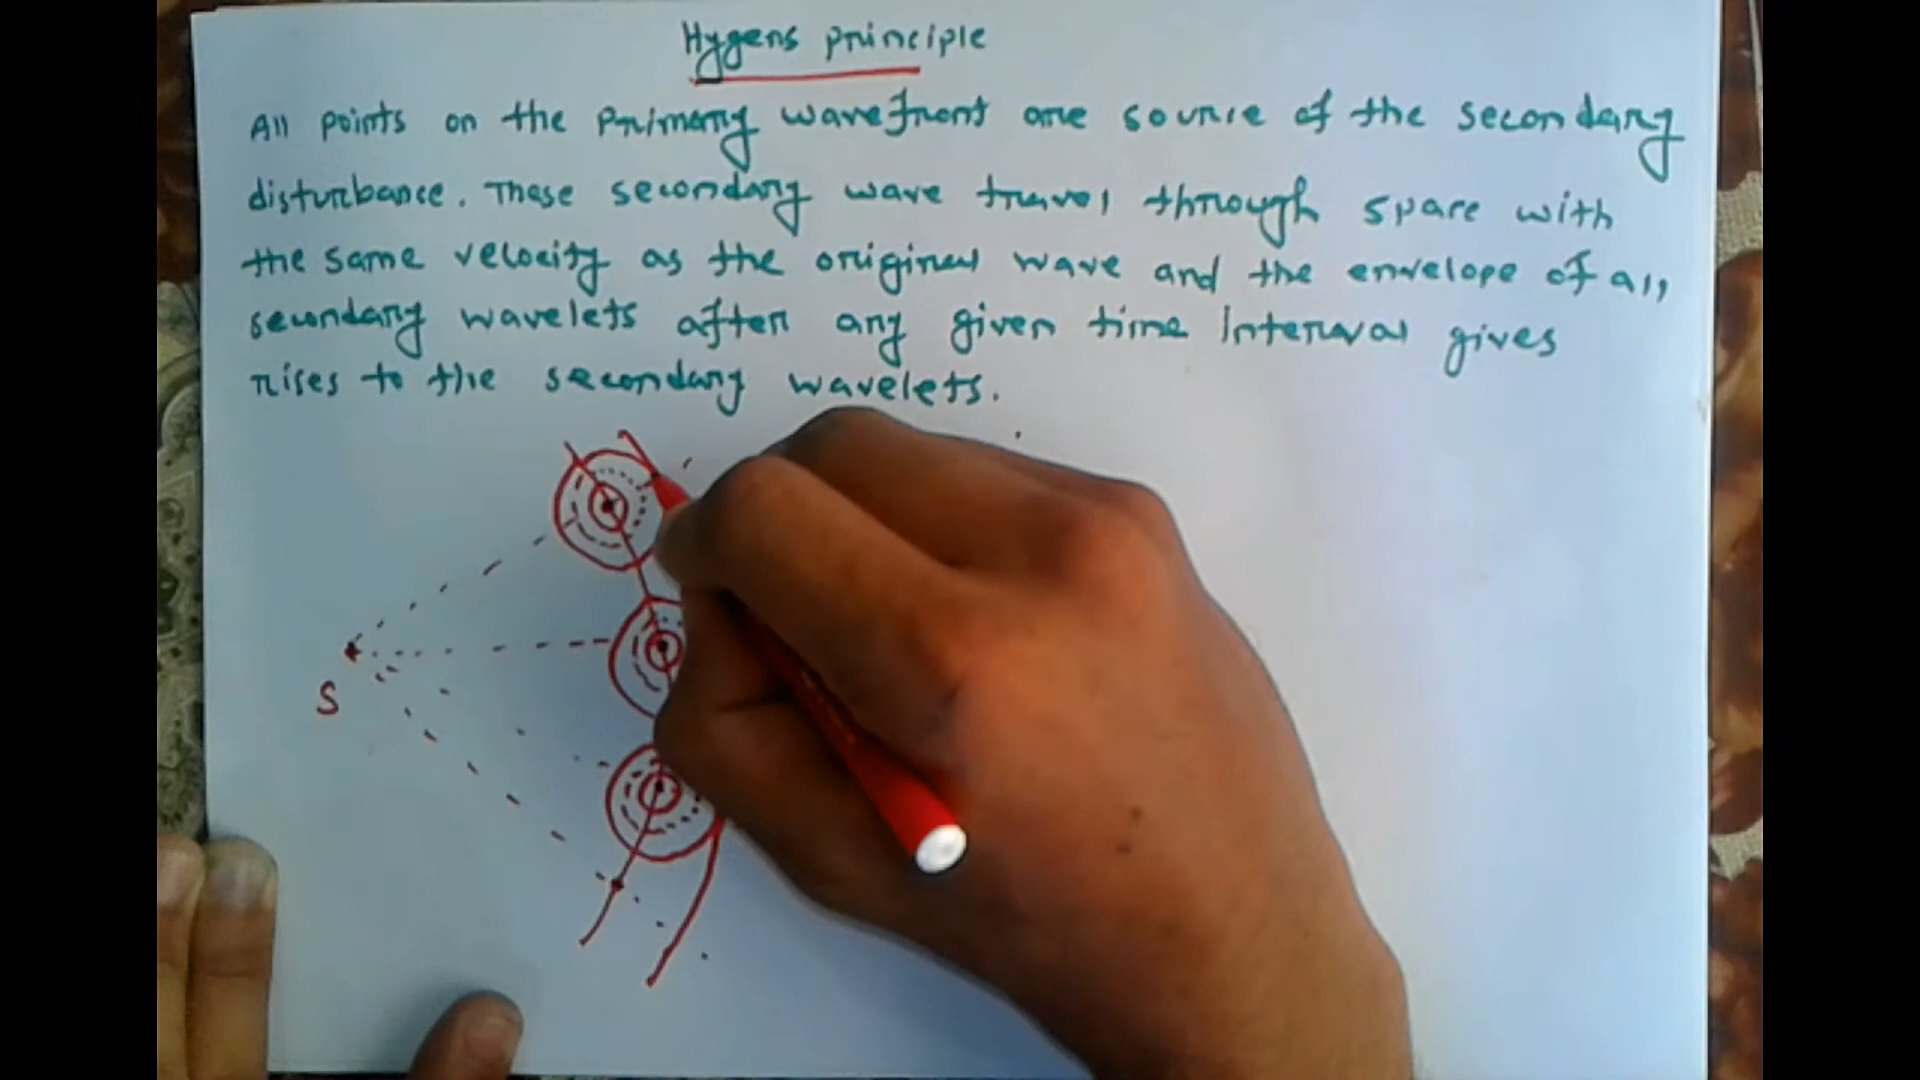 Hygens principle
All points on the primary wavefront are source of the secondary
disturbance. These secondary wave travel through space with
the same velocity as the original wave and the envelope of all
secondary wavelets after any given time interval gives
rises to the secondary wavelets.
S